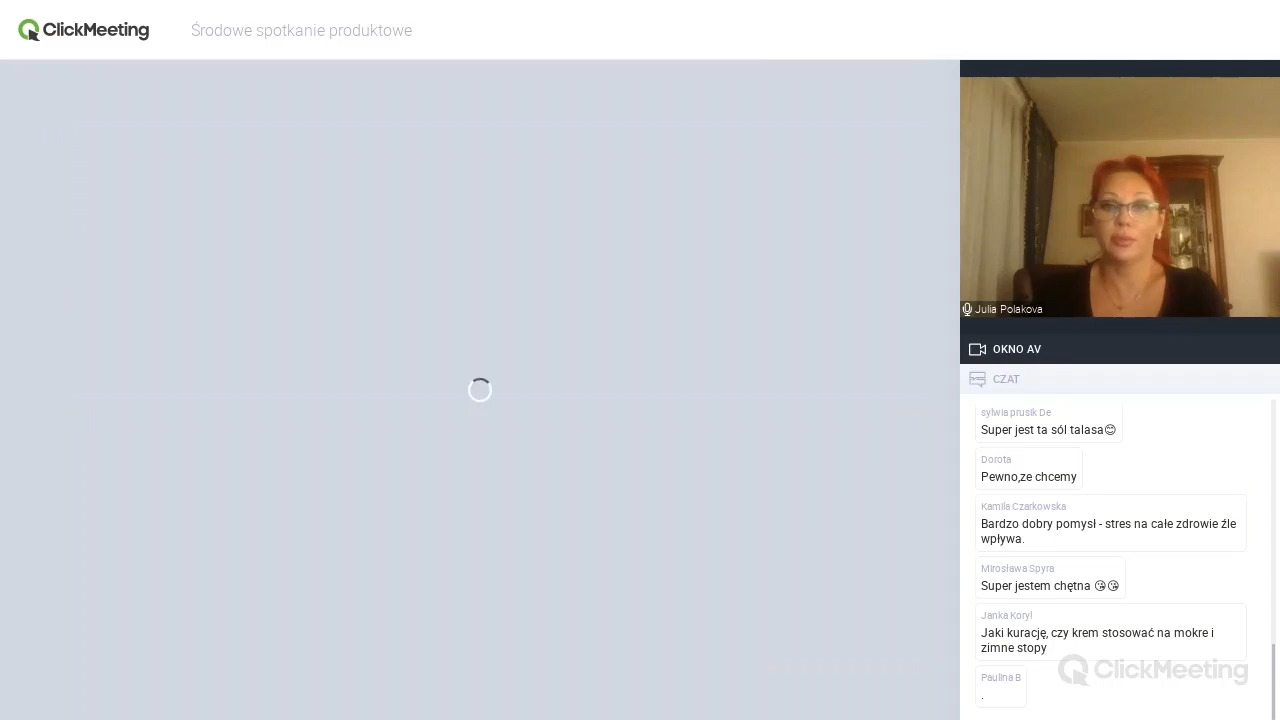 ClickMeeting
Środowe spotkanie produktowe
Julia Polakova
OKNO AV
CZAT
sylwia prusik De
Super jest ta sól talasa😊
Dorota
Pewno,ze chcemy
Kamila Czarkowska
Bardzo dobry pomysł - stres na całe zdrowie źle
wpływa.
Mirosława Spyra
Super jestem chętna 😘😘
Janka Koryl
Jaki kurację, czy krem stosować na mokre i
zimne stopy
Paulina B
.
ClickMeeting